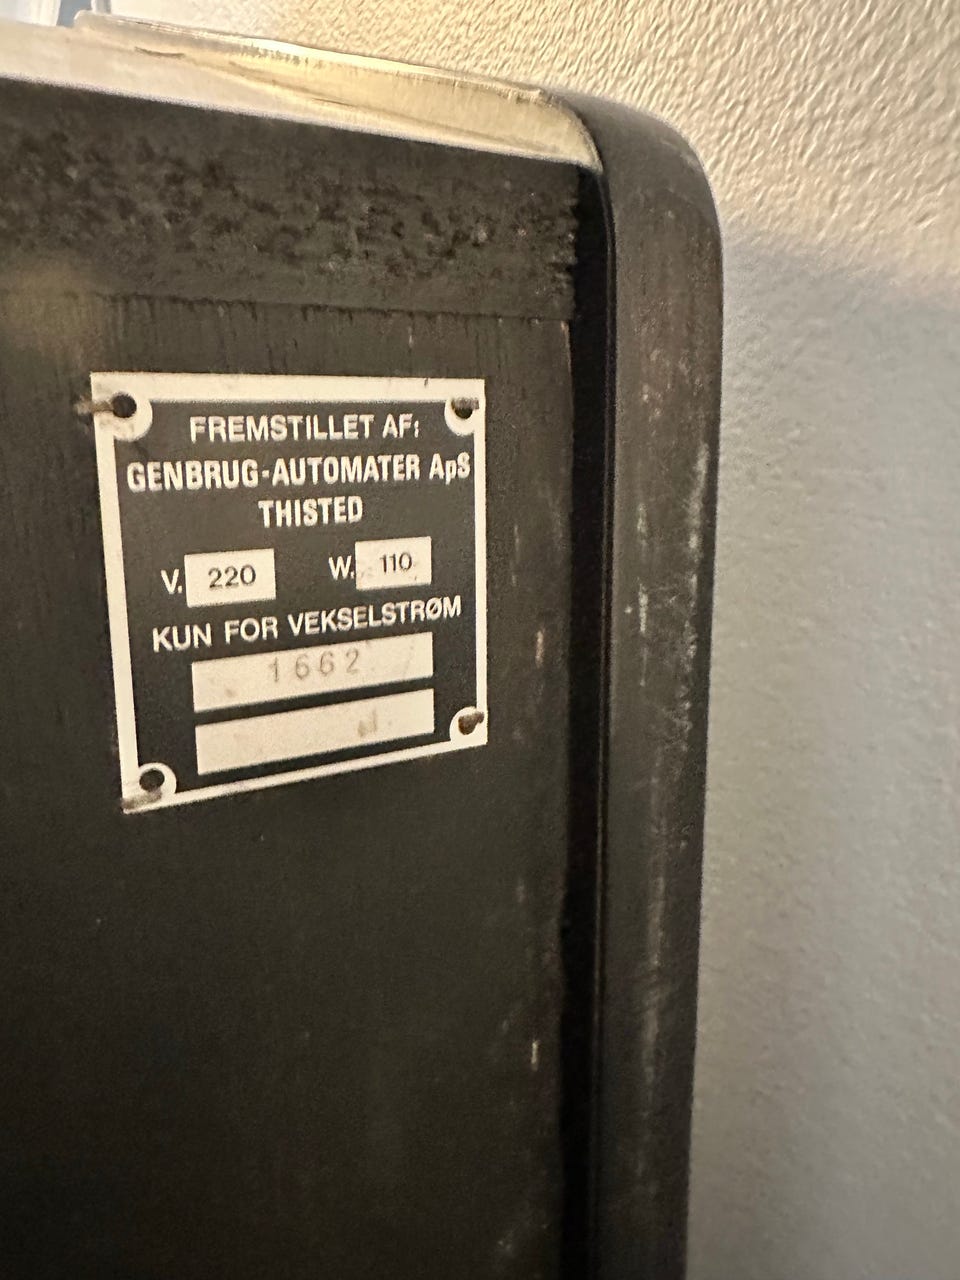 FREMSTILLET AF:
GENBRUG-AUTOMATER ApS
THISTED
V. 220 W. 110
KUN FOR VEKSELSTRØM
1662